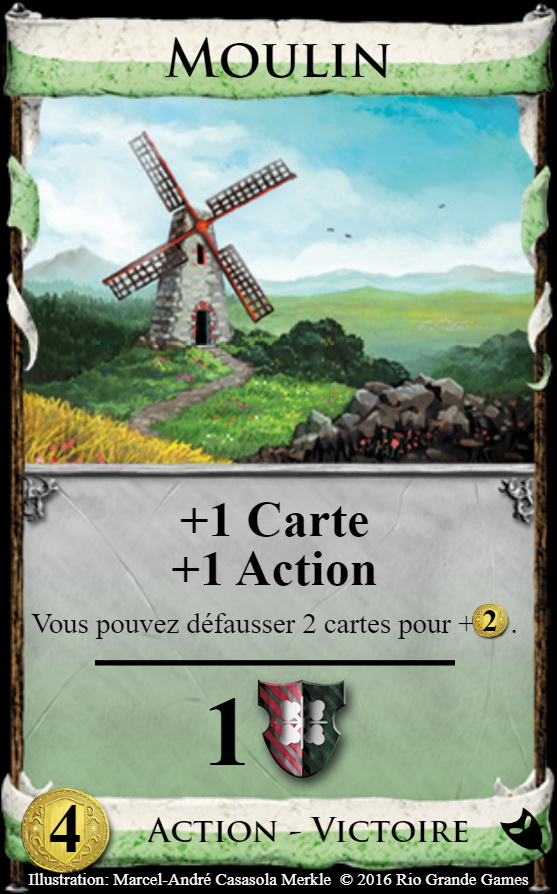 MOULIN
+1 Carte
+1 Action
Vous pouvez défausser 2 cartes pour +2.
1
4 ACTION - VICTOIRE
Illustration: Marcel-André Casasola Merkle © 2016 Rio Grande Games